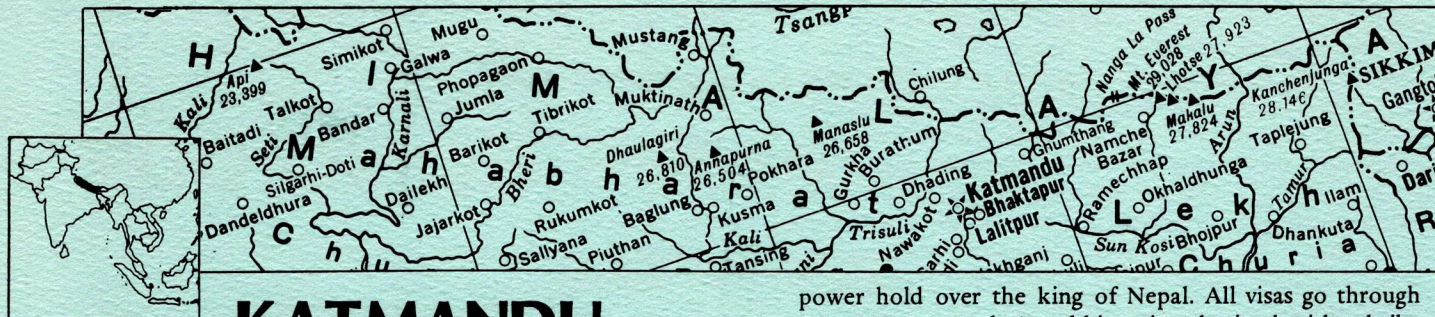 Tsangp
H I M A L A Y A
SIKKIM
Mugu
Mustang
Simikot
Galwa
Api
23,399
Phopagaon
Chilung
Nanga La Pass
Mt. Everest
29,028
Lhotse 27,923
Kanchenjunga
Gangto
Kali
Talkot
Jumla
Muktinath
Baitadi
Bandar
Karnali
Tibrikot
Manaslu
26,658
Mahalu
27,824
Arun
Taplejung
Seti
Barikot
Dhaulagiri
26,810
Annapurna
26,504
Pokhara
Burathum
Gurkha
Ghumthang
Namche
Bazar
Silgarhi-Doti
Dailekh
Bheri
M a h a b h a r a t
L e k h
Dhading
Katmandu
Bhaktapur
Lalitpur
Ramechhap
Okhaldhunga
Tamur
Ilam
Dari
Dandeldhura
Jajarkot
Rukumkot
Baglung
Kusma
Kali
Trisuli
Nawakot
Sun Kosi
Bhojpur
Dhankuta
R
C h u
Sallyana
Piuthan
Tansing
C h u r i a
KATMANDU
power hold over the king of Nepal. All visas go through